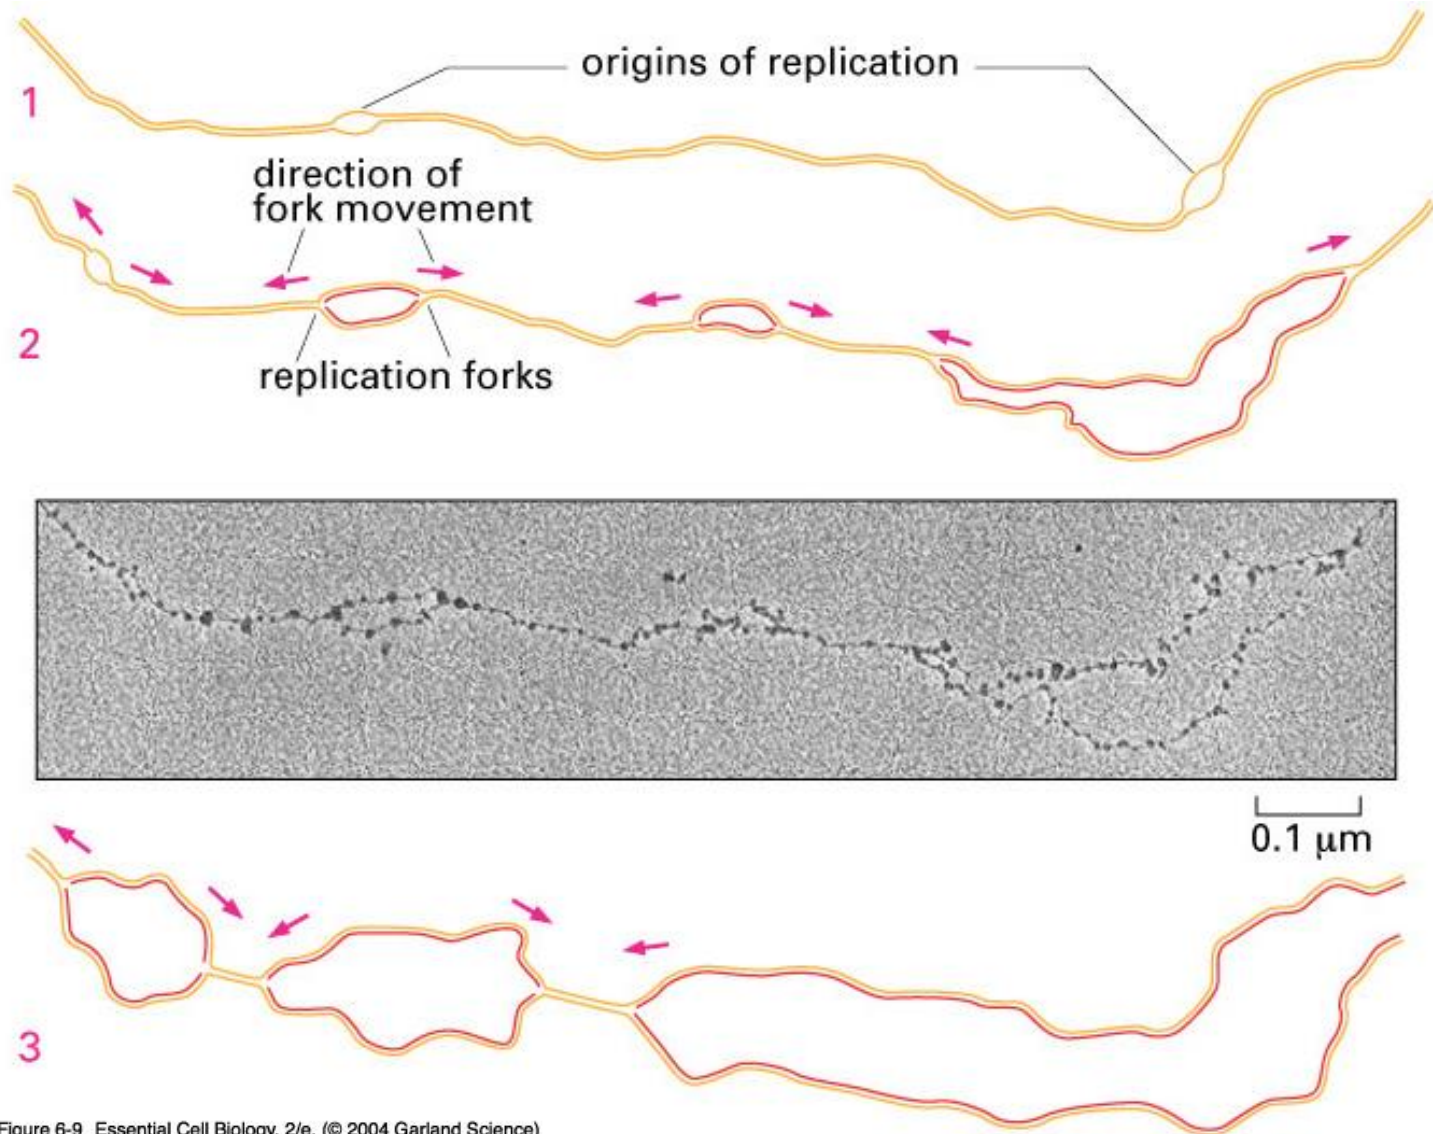 origins of replication
1
direction of
fork movement
2
replication forks
0.1 μm
3
Figure 6-9 Essential Cell Biology, 2/e. (© 2004 Garland Science)